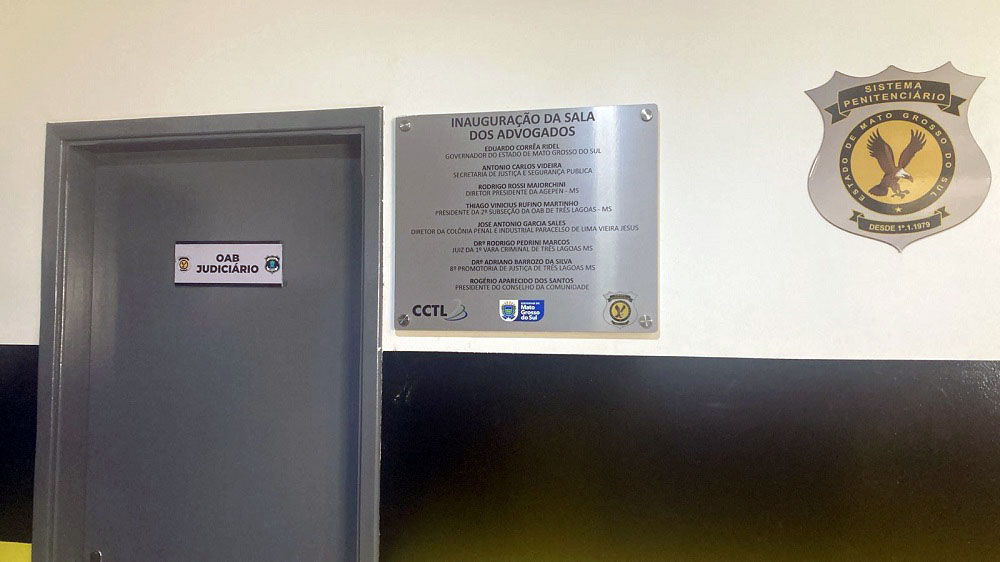 OAB
JUDICIÁRIO
INAUGURAÇÃO DA SALA
DOS ADVOGADOS
EDUARDO CORRÊA RIDEL
GOVERNADOR DO ESTADO DE MATO GROSSO DO SUL
ANTONIO CARLOS VIDEIRA
SECRETARIA DE JUSTIÇA E SEGURANÇA PUBLICA
RODRIGO ROSSI MAIORCHINI
DIRETOR PRESIDENTE DA AGEPEN - MS
THIAGO VINICIUS RUFINO MARTINHO
PRESIDENTE DA 2ª SUBSEÇÃO DA OAB DE TRÊS LAGOAS - MS
JOSE ANTONIO GARCIA SALES
DIRETOR DA COLÔNIA PENAL E INDUSTRIAL PARACELSO DE LIMA VIEIRA JESUS
DRº RODRIGO PEDRINI MARCOS
JUIZ DA 1ª VARA CRIMINAL DE TRÊS LAGOAS MS
DRº ADRIANO BARROZO DA SILVA
8ª PROMOTORIA DE JUSTIÇA DE TRÊS LAGOAS MS
ROGÉRIO APARECIDO DOS SANTOS
PRESIDENTE DO CONSELHO DA COMUNIDADE
CCTL
Mato
Grosso
do Sul
SISTEMA
PENITENCIÁRIO
ESTADO DE MATO GROSSO DO SUL
DESDE 1º.1.1979